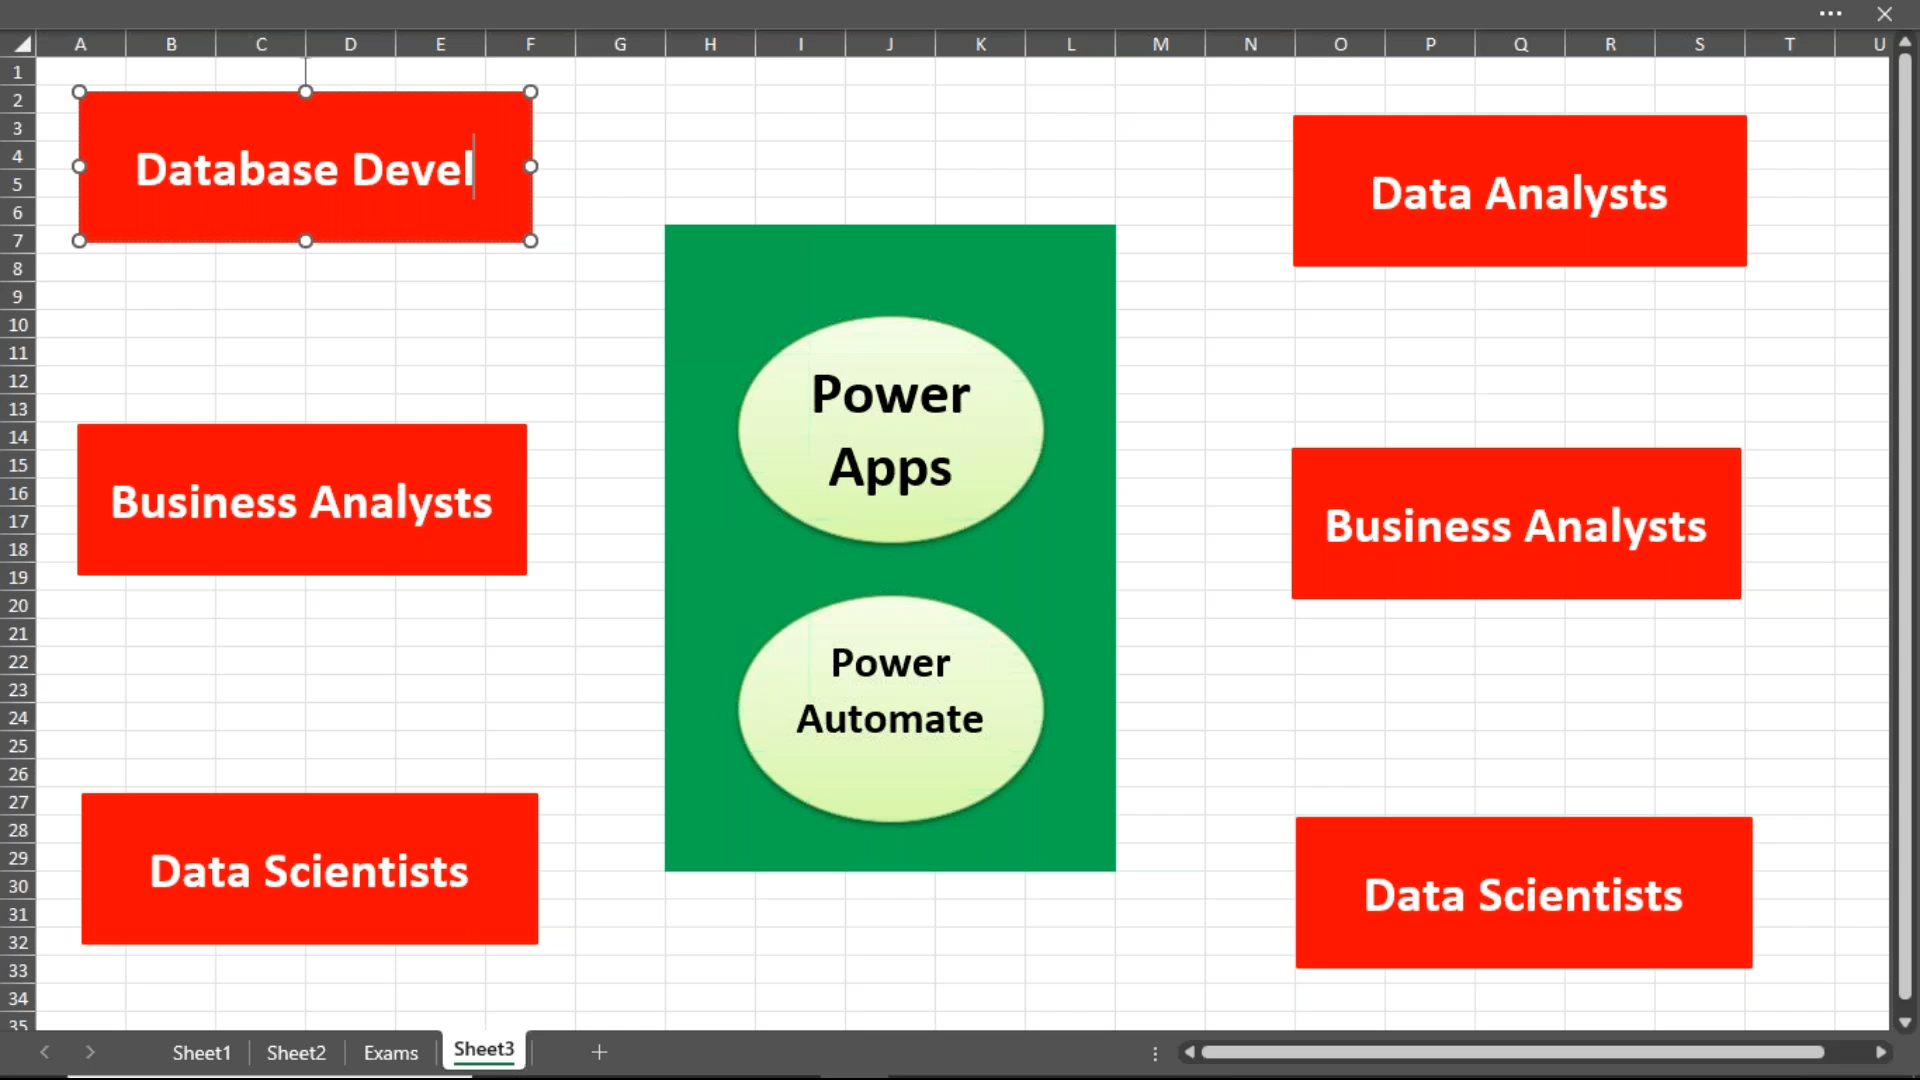 A B C D E F G H I J K L M N O P Q R S T U
1
2
3
4
5
6
7
8
9
10
11
12
13
14
15
16
17
18
19
20
21
22
23
24
25
26
27
28
29
30
31
32
33
34
35
Database Devel
Data Analysts
Power
Apps
Business Analysts
Business Analysts
Power
Automate
Data Scientists
Data Scientists
Sheet1 Sheet2 Exams Sheet3